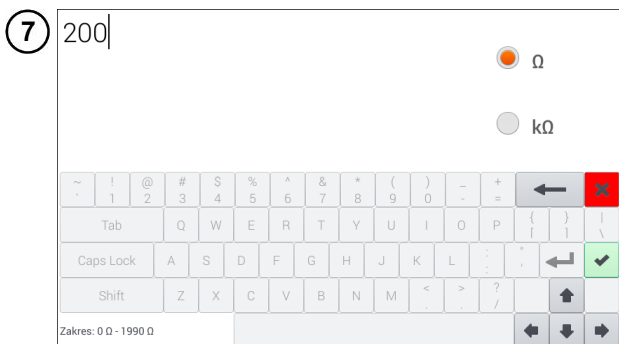 7
200
Ω
kΩ
~ ! @ # $ % ^ & * ( ) _ +
` 1 2 3 4 5 6 7 8 9 0 - =
Tab Q W E R T Y U I O P { } |
[ ] \
Caps Lock A S D F G H J K L : "
; '
Shift Z X C V B N M < > ?
, . /
Zakres: 0 Ω - 1990 Ω